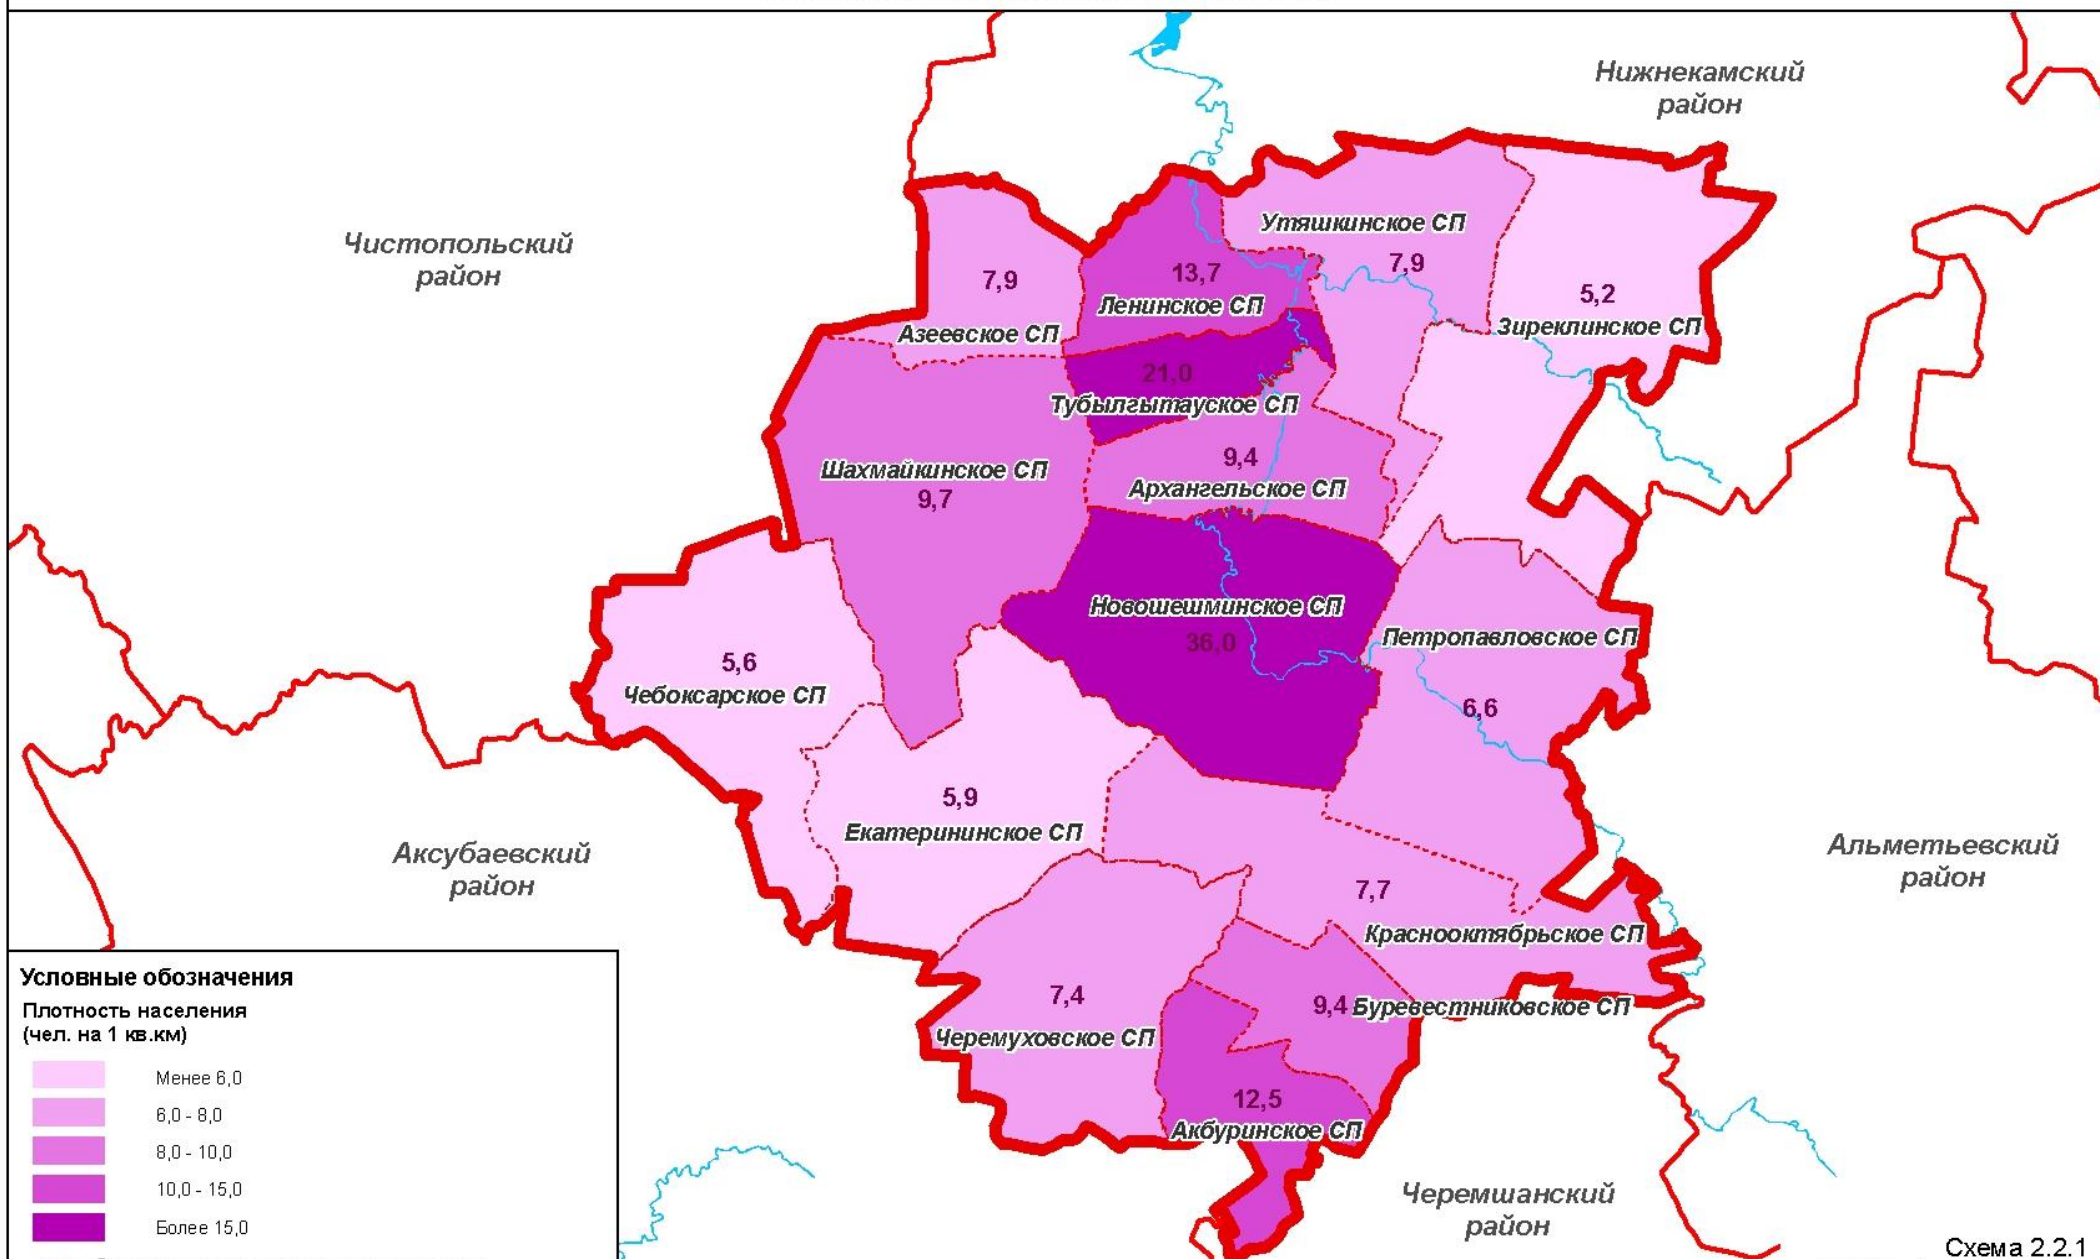 Нижнекамский
район
Чистопольский
район
Утяшкинское СП
7,9
7,9
13,7
5,2
Ленинское СП
Зиреклинское СП
Азеевское СП
21,0
Тубылгытауское СП
9,4
Шахмайкинское СП
Архангельское СП
9,7
Новошешминское СП
36,0
Петропавловское СП
5,6
Чебоксарское СП
6,6
5,9
Екатерининское СП
Аксубаевский
район
Альметьевский
район
7,7
Краснооктябрьское СП
7,4
9,4
Буревестниковское СП
Черемуховское СП
12,5
Акбуринское СП
Черемшанский
район
Условные обозначения
Плотность населения
(чел. на 1 кв.км)
Менее 6,0
6,0 - 8,0
8,0 - 10,0
10,0 - 15,0
Более 15,0
Схема 2.2.1